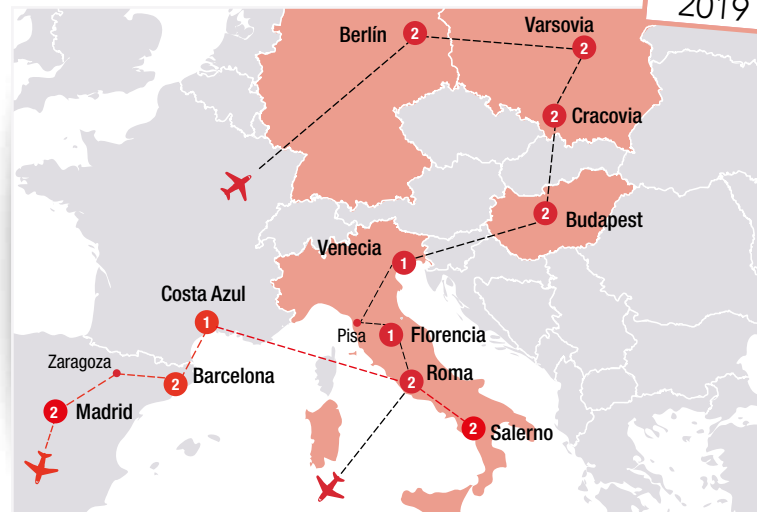 2019
Berlín
2
Varsovia
2
2
Cracovia
2
Budapest
Venecia
1
Costa Azul
1
Pisa
1
Florencia
Zaragoza
2
Barcelona
2
Roma
2
Madrid
2
Salerno